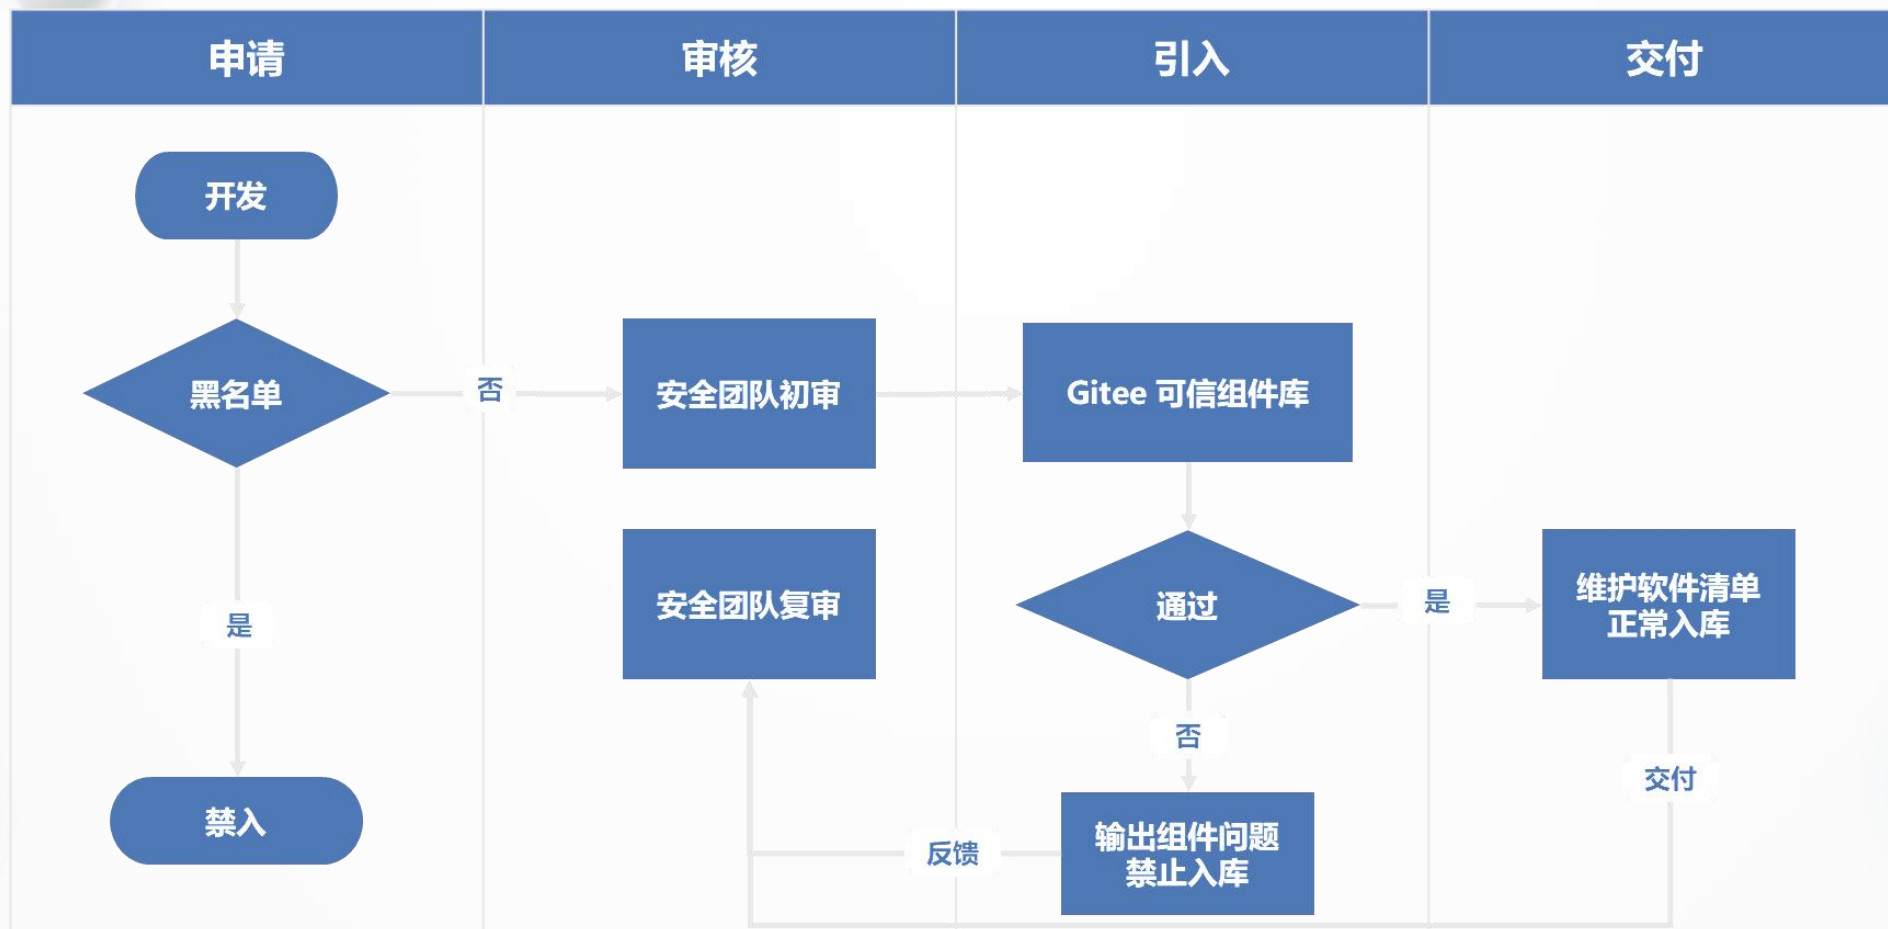 申请
审核
引入
交付
开发
黑名单
否
安全团队初审
Gitee 可信组件库
安全团队复审
通过
是
维护软件清单
正常入库
是
否
交付
禁入
反馈
输出组件问题
禁止入库